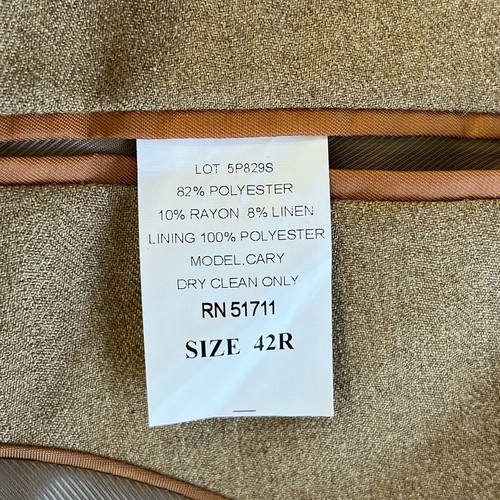 LOT 5P829S
82% POLYESTER
10% RAYON 8% LINEN
LINING 100% POLYESTER
MODEL.CARY
DRY CLEAN ONLY
RN 51711
SIZE 42R